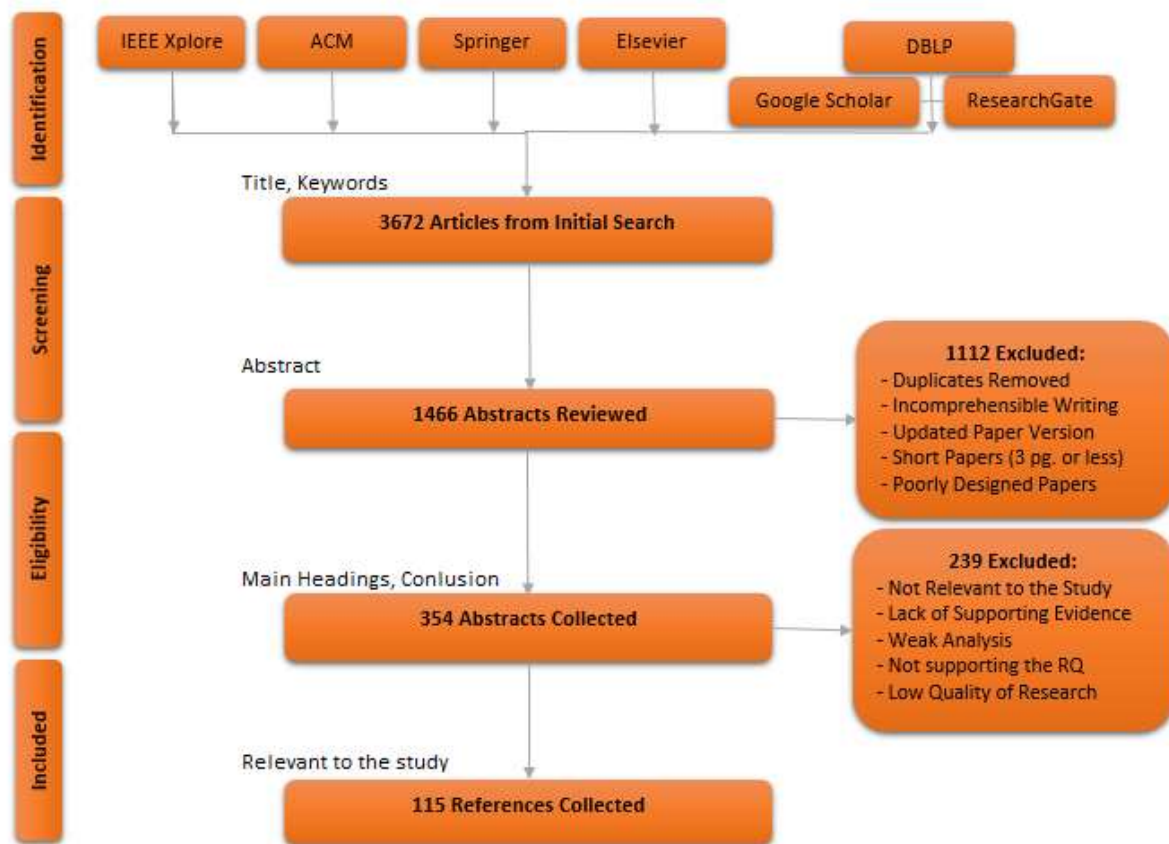 Identification
IEEE Xplore
ACM
Springer
Elsevier
DBLP
Google Scholar
ResearchGate
Title, Keywords
3672 Articles from Initial Search
Screening
Abstract
1466 Abstracts Reviewed
1112 Excluded:
- Duplicates Removed
- Incomprehensible Writing
- Updated Paper Version
- Short Papers (3 pg. or less)
- Poorly Designed Papers
Eligibility
Main Headings, Conlusion
354 Abstracts Collected
239 Excluded:
- Not Relevant to the Study
- Lack of Supporting Evidence
- Weak Analysis
- Not supporting the RQ
- Low Quality of Research
Included
Relevant to the study
115 References Collected